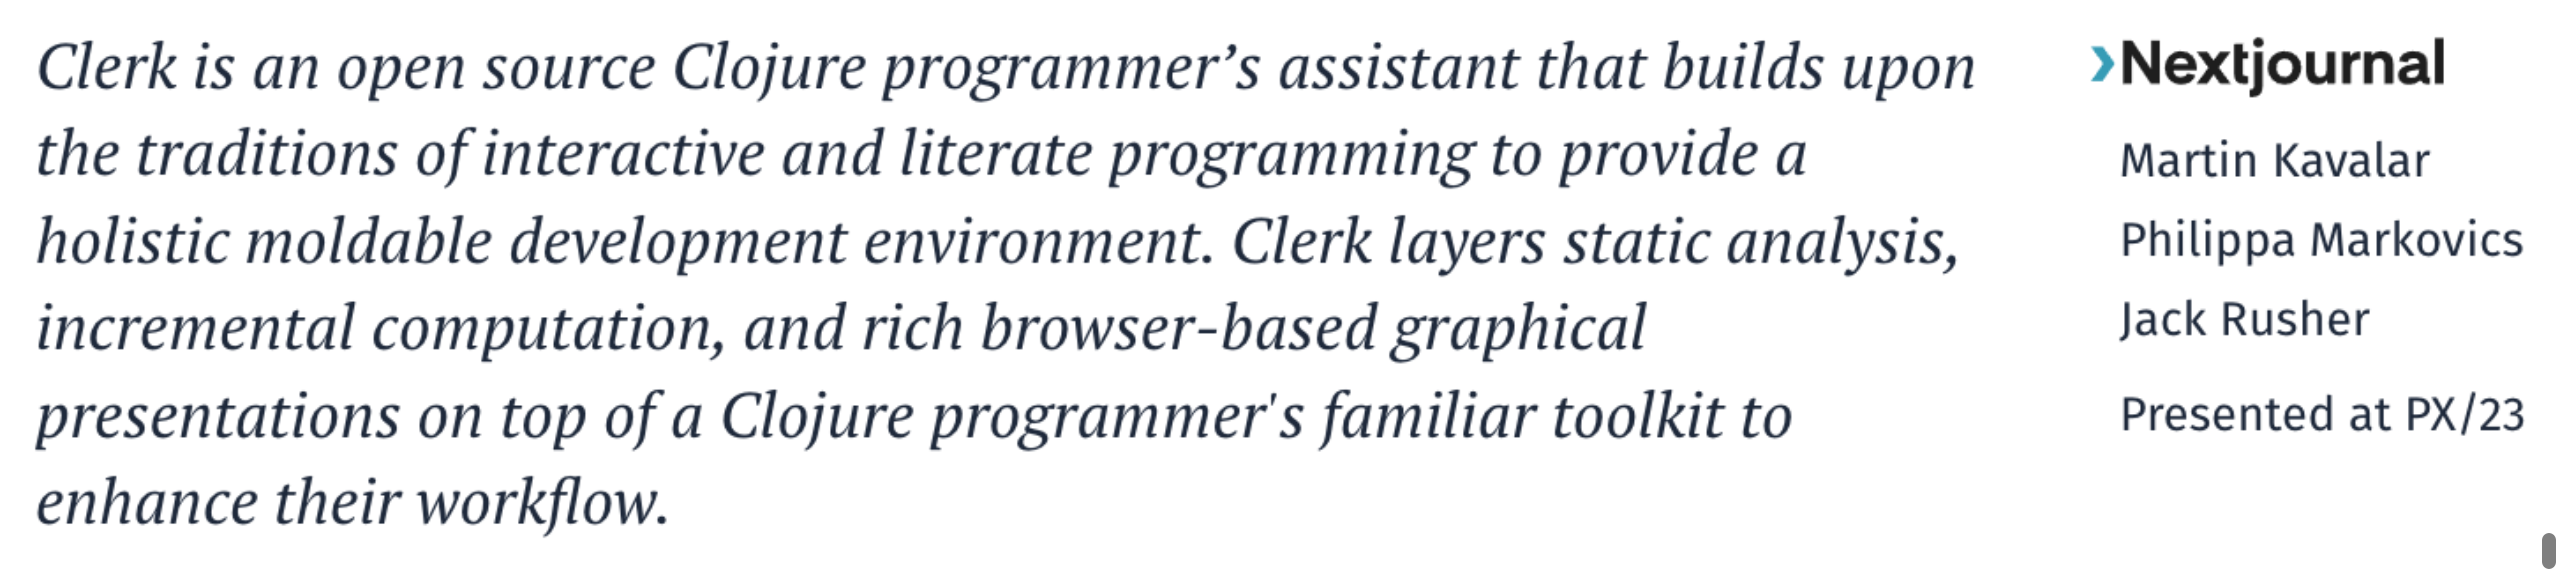 Clerk is an open source Clojure programmer’s assistant that builds upon
the traditions of interactive and literate programming to provide a
holistic moldable development environment. Clerk layers static analysis,
incremental computation, and rich browser-based graphical
presentations on top of a Clojure programmer's familiar toolkit to
enhance their workflow.
Nextjournal
Martin Kavalar
Philippa Markovics
Jack Rusher
Presented at PX/23